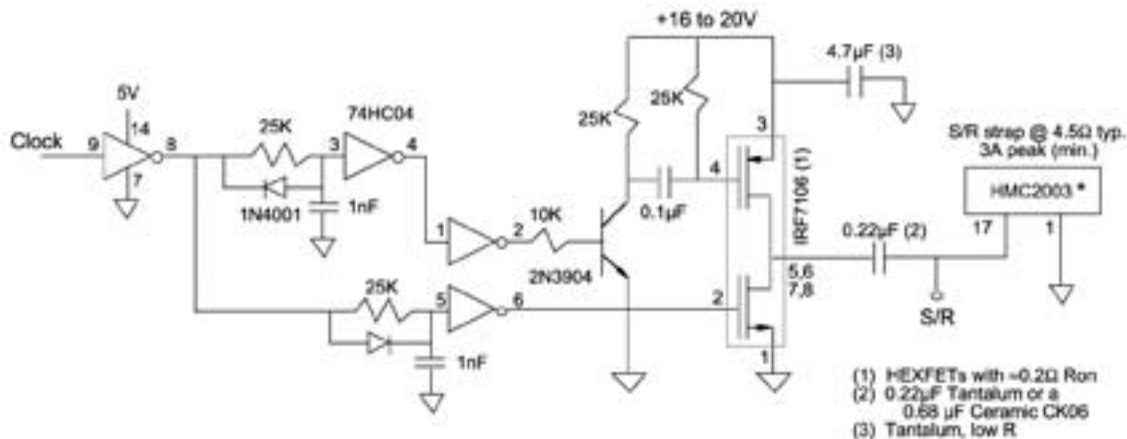 +16 to 20V
4.7µF (3)
5V
74HC04
Clock
9
14
8
7
25K
3
4
1N4001
1nF
25K
25K
3
4
0.1µF
IRF7106 (1)
S/R strap @ 4.5Ω typ.
3A peak (min.)
HMC2003 *
17
1
0.22µF (2)
1
2
10K
2N3904
5,6
7,8
S/R
25K
5
6
2
1nF
1
(1) HEXFETs with ≈0.2Ω Ron
(2) 0.22µF Tantalum or a
0.68 µF Ceramic CK06
(3) Tantalum, low R